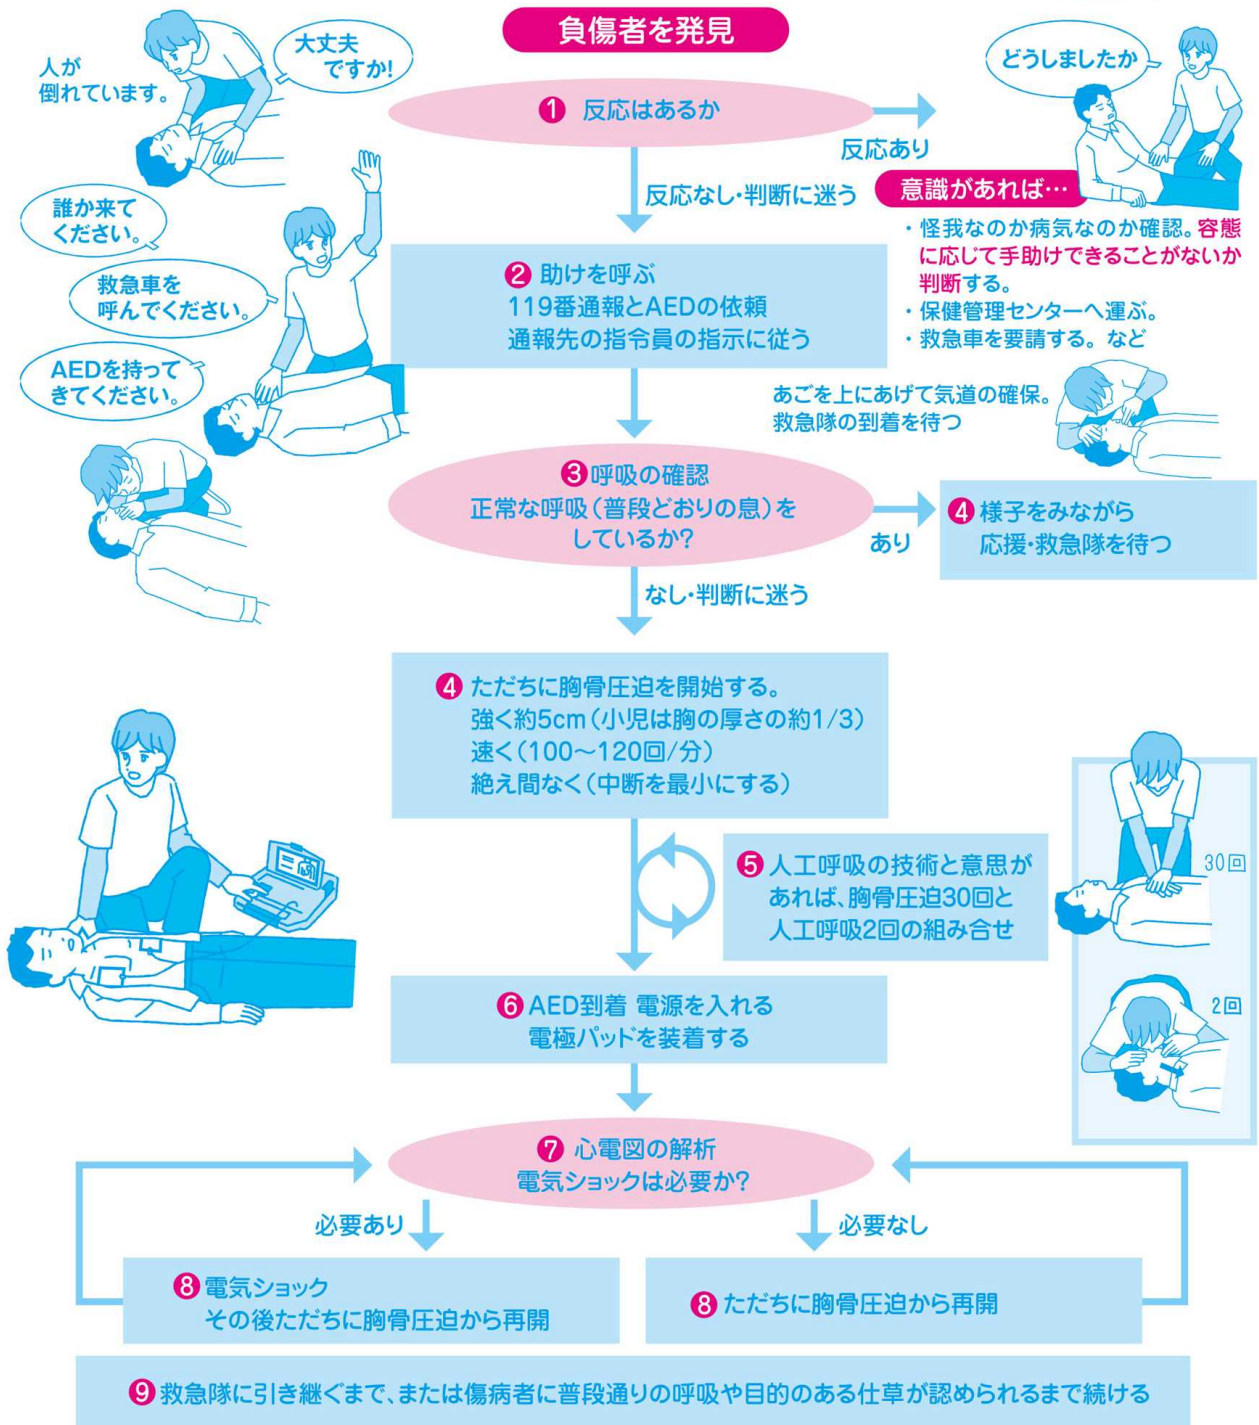 負傷者を発見
人が
倒れています。
大丈夫
ですか!
❶ 反応はあるか
反応あり
どうしましたか
反応なし・判断に迷う
意識があれば…
・怪我なのか病気なのか確認。容態
に応じて手助けできることがないか
判断する。
・保健管理センターへ運ぶ。
・救急車を要請する。など
誰か来て
ください。
救急車を
呼んでください。
AEDを持って
きてください。
❷ 助けを呼ぶ
119番通報とAEDの依頼
通報先の指令員の指示に従う
あごを上にあげて気道の確保。
救急隊の到着を待つ
❸ 呼吸の確認
正常な呼吸(普段どおりの息)を
しているか?
あり
❹ 様子をみながら
応援・救急隊を待つ
なし・判断に迷う
❹ ただちに胸骨圧迫を開始する。
強く約5cm(小児は胸の厚さの約1/3)
速く(100〜120回/分)
絶え間なく(中断を最小にする)
❺ 人工呼吸の技術と意思が
あれば、胸骨圧迫30回と
人工呼吸2回の組み合せ
30回
2回
❻ AED到着 電源を入れる
電極パッドを装着する
❼ 心電図の解析
電気ショックは必要か?
必要あり
必要なし
❽ 電気ショック
その後ただちに胸骨圧迫から再開
❽ ただちに胸骨圧迫から再開
❾ 救急隊に引き継ぐまで、または傷病者に普段通りの呼吸や目的のある仕草が認められるまで続ける